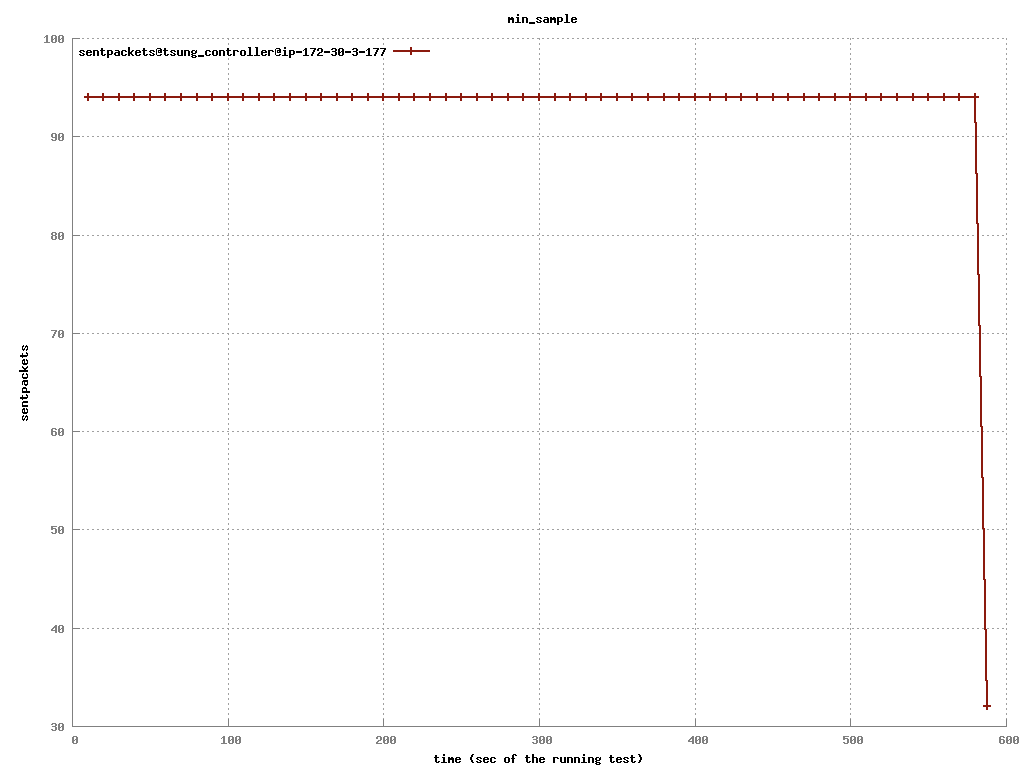 min_sample
sentpackets@tsung_controller@ip-172-30-3-177
100
90
80
70
60
50
40
30
sentpackets
0 100 200 300 400 500 600
time (sec of the running test)